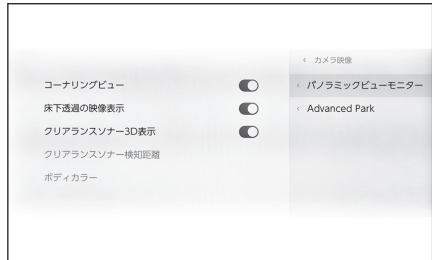 コーナリングビュー
床下透過の映像表示
クリアランスソナー3D表示
クリアランスソナー検知距離
ボディカラー
カメラ映像
パノラミックビューモニター
Advanced Park